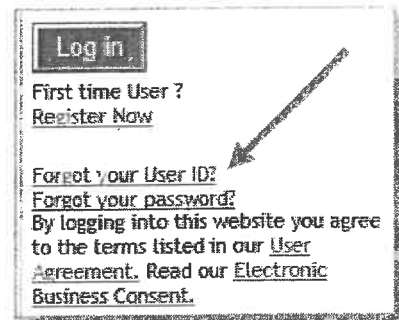 Log in
First time User ?
Register Now
Forgot your User ID?
Forgot your password?
By logging into this website you agree
to the terms listed in our User
Agreement. Read our Electronic
Business Consent.